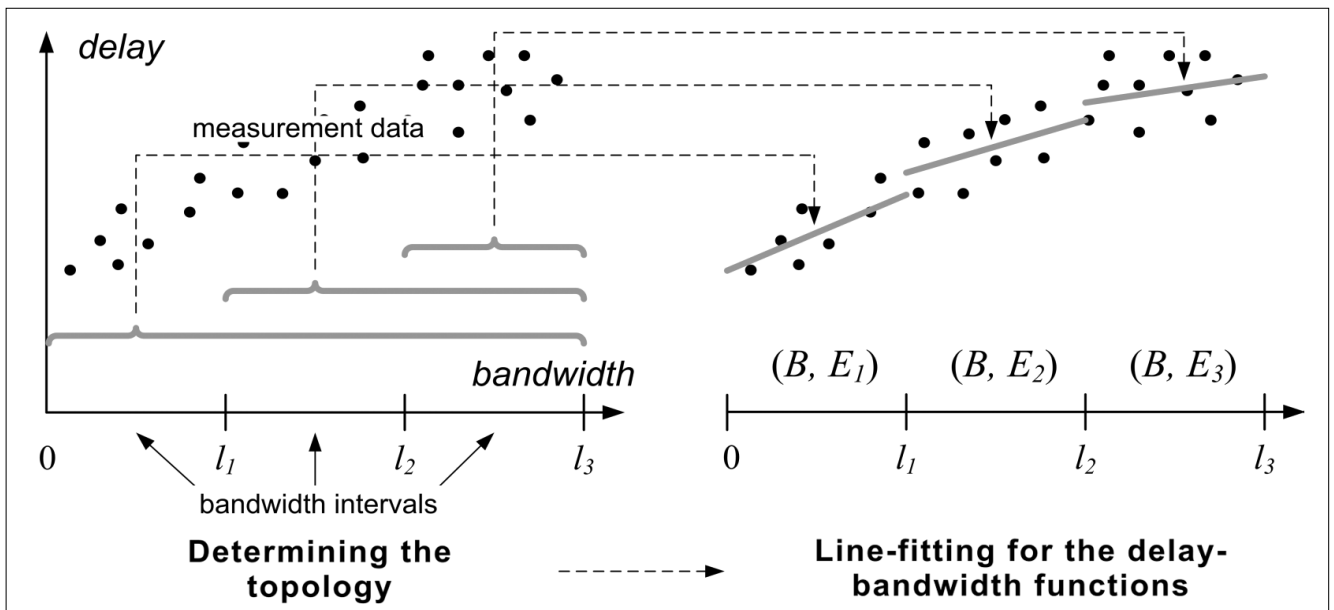 delay
measurement data
bandwidth
0 l₁ l₂ l₃
bandwidth intervals
Determining the
topology
(B, E₁) (B, E₂) (B, E₃)
0 l₁ l₂ l₃
Line-fitting for the delay-
bandwidth functions